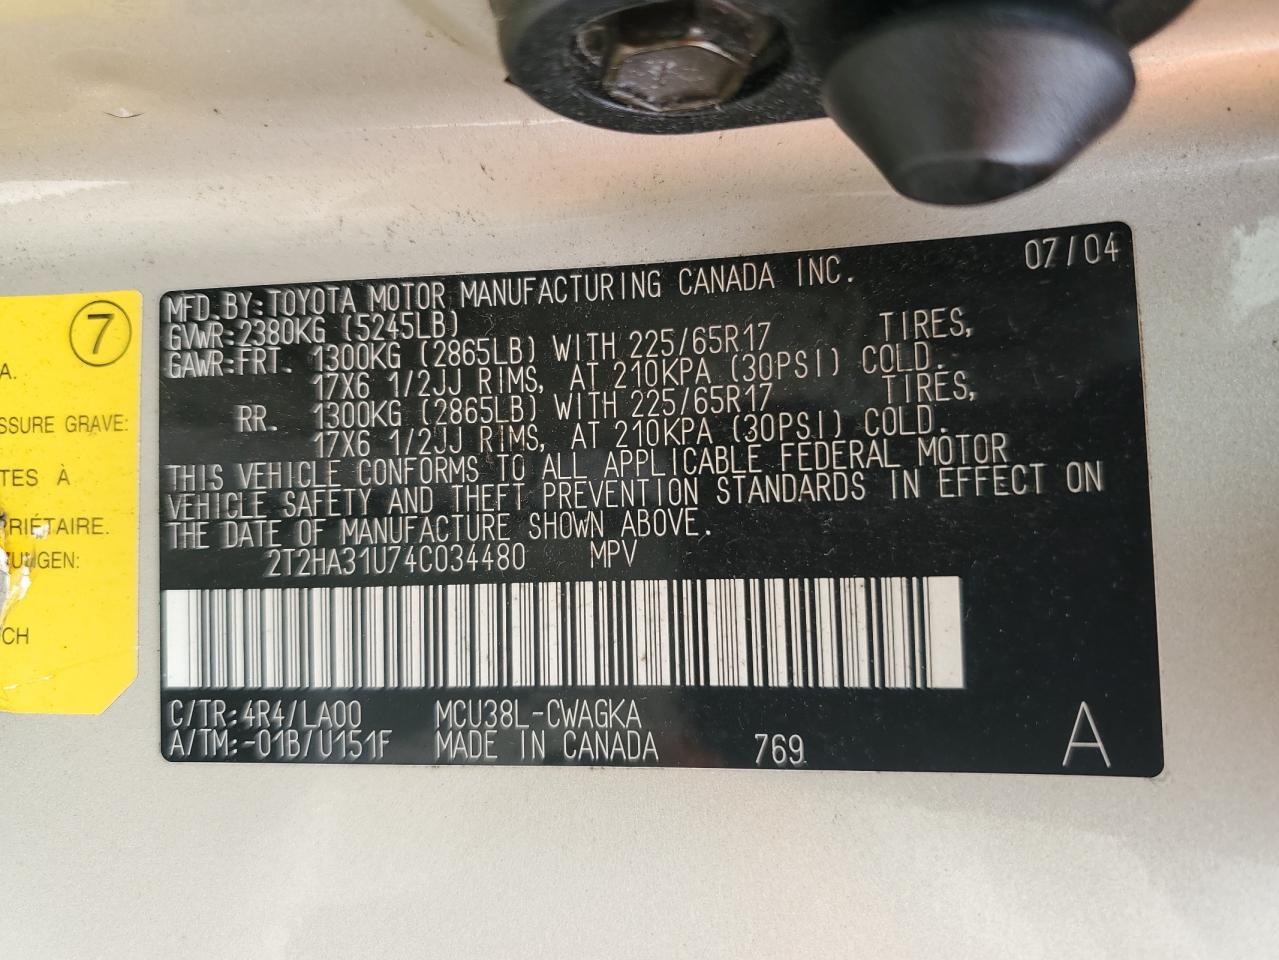 07/04
MFD.BY:TOYOTA MOTOR MANUFACTURING CANADA INC.
GVWR:2380KG (5245LB)
GAWR:FRT. 1300KG (2865LB) WITH 225/65R17 TIRES,
17X6 1/2JJ RIMS, AT 210KPA (30PSI) COLD.
RR. 1300KG (2865LB) WITH 225/65R17 TIRES,
17X6 1/2JJ RIMS, AT 210KPA (30PSI) COLD.
THIS VEHICLE CONFORMS TO ALL APPLICABLE FEDERAL MOTOR
VEHICLE SAFETY AND THEFT PREVENTION STANDARDS IN EFFECT ON
THE DATE OF MANUFACTURE SHOWN ABOVE.
2T2HA31U74C034480 MPV
C/TR:4R4/LA00 MCU38L-CWAGKA
A/TM:-01B/U151F MADE IN CANADA 769 A
7
A.
SSURE GRAVE:
TES À
RIÉTAIRE.
UNGEN:
CH